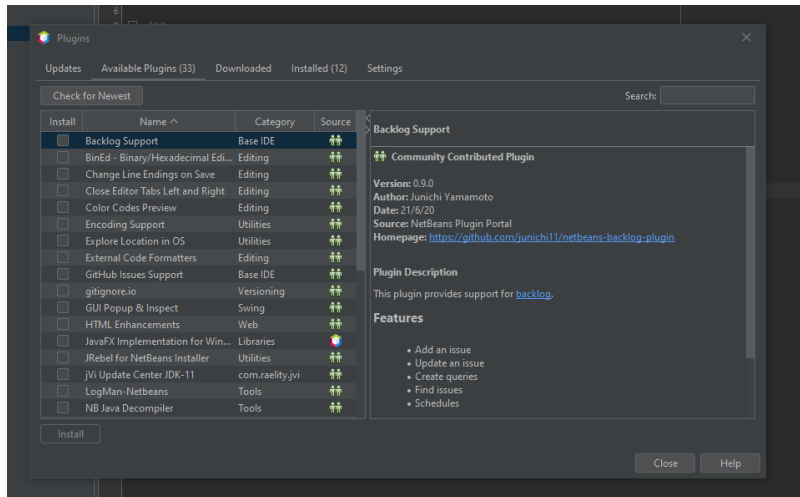 6
Plugins
Updates Available Plugins (33) Downloaded Installed (12) Settings
Check for Newest Search:
Install Name Category Source
Backlog Support Base IDE
BinEd - Binary/Hexadecimal Edi... Editing
Change Line Endings on Save Editing
Close Editor Tabs Left and Right Editing
Color Codes Preview Editing
Encoding Support Utilities
Explore Location in OS Utilities
External Code Formatters Editing
GitHub Issues Support Base IDE
gitignore.io Versioning
GUI Popup & Inspect Swing
HTML Enhancements Web
JavaFX Implementation for Win... Libraries
JRebel for NetBeans Installer Utilities
jVi Update Center JDK-11 com.raelity.jvi
LogMan-Netbeans Tools
NB Java Decompiler Tools
Backlog Support
Community Contributed Plugin
Version: 0.9.0
Author: Junichi Yamamoto
Date: 21/6/20
Source: NetBeans Plugin Portal
Homepage: https://github.com/junichi11/netbeans-backlog-plugin
Plugin Description
This plugin provides support for backlog.
Features
• Add an issue
• Update an issue
• Create queries
• Find issues
• Schedules
Install
Close Help